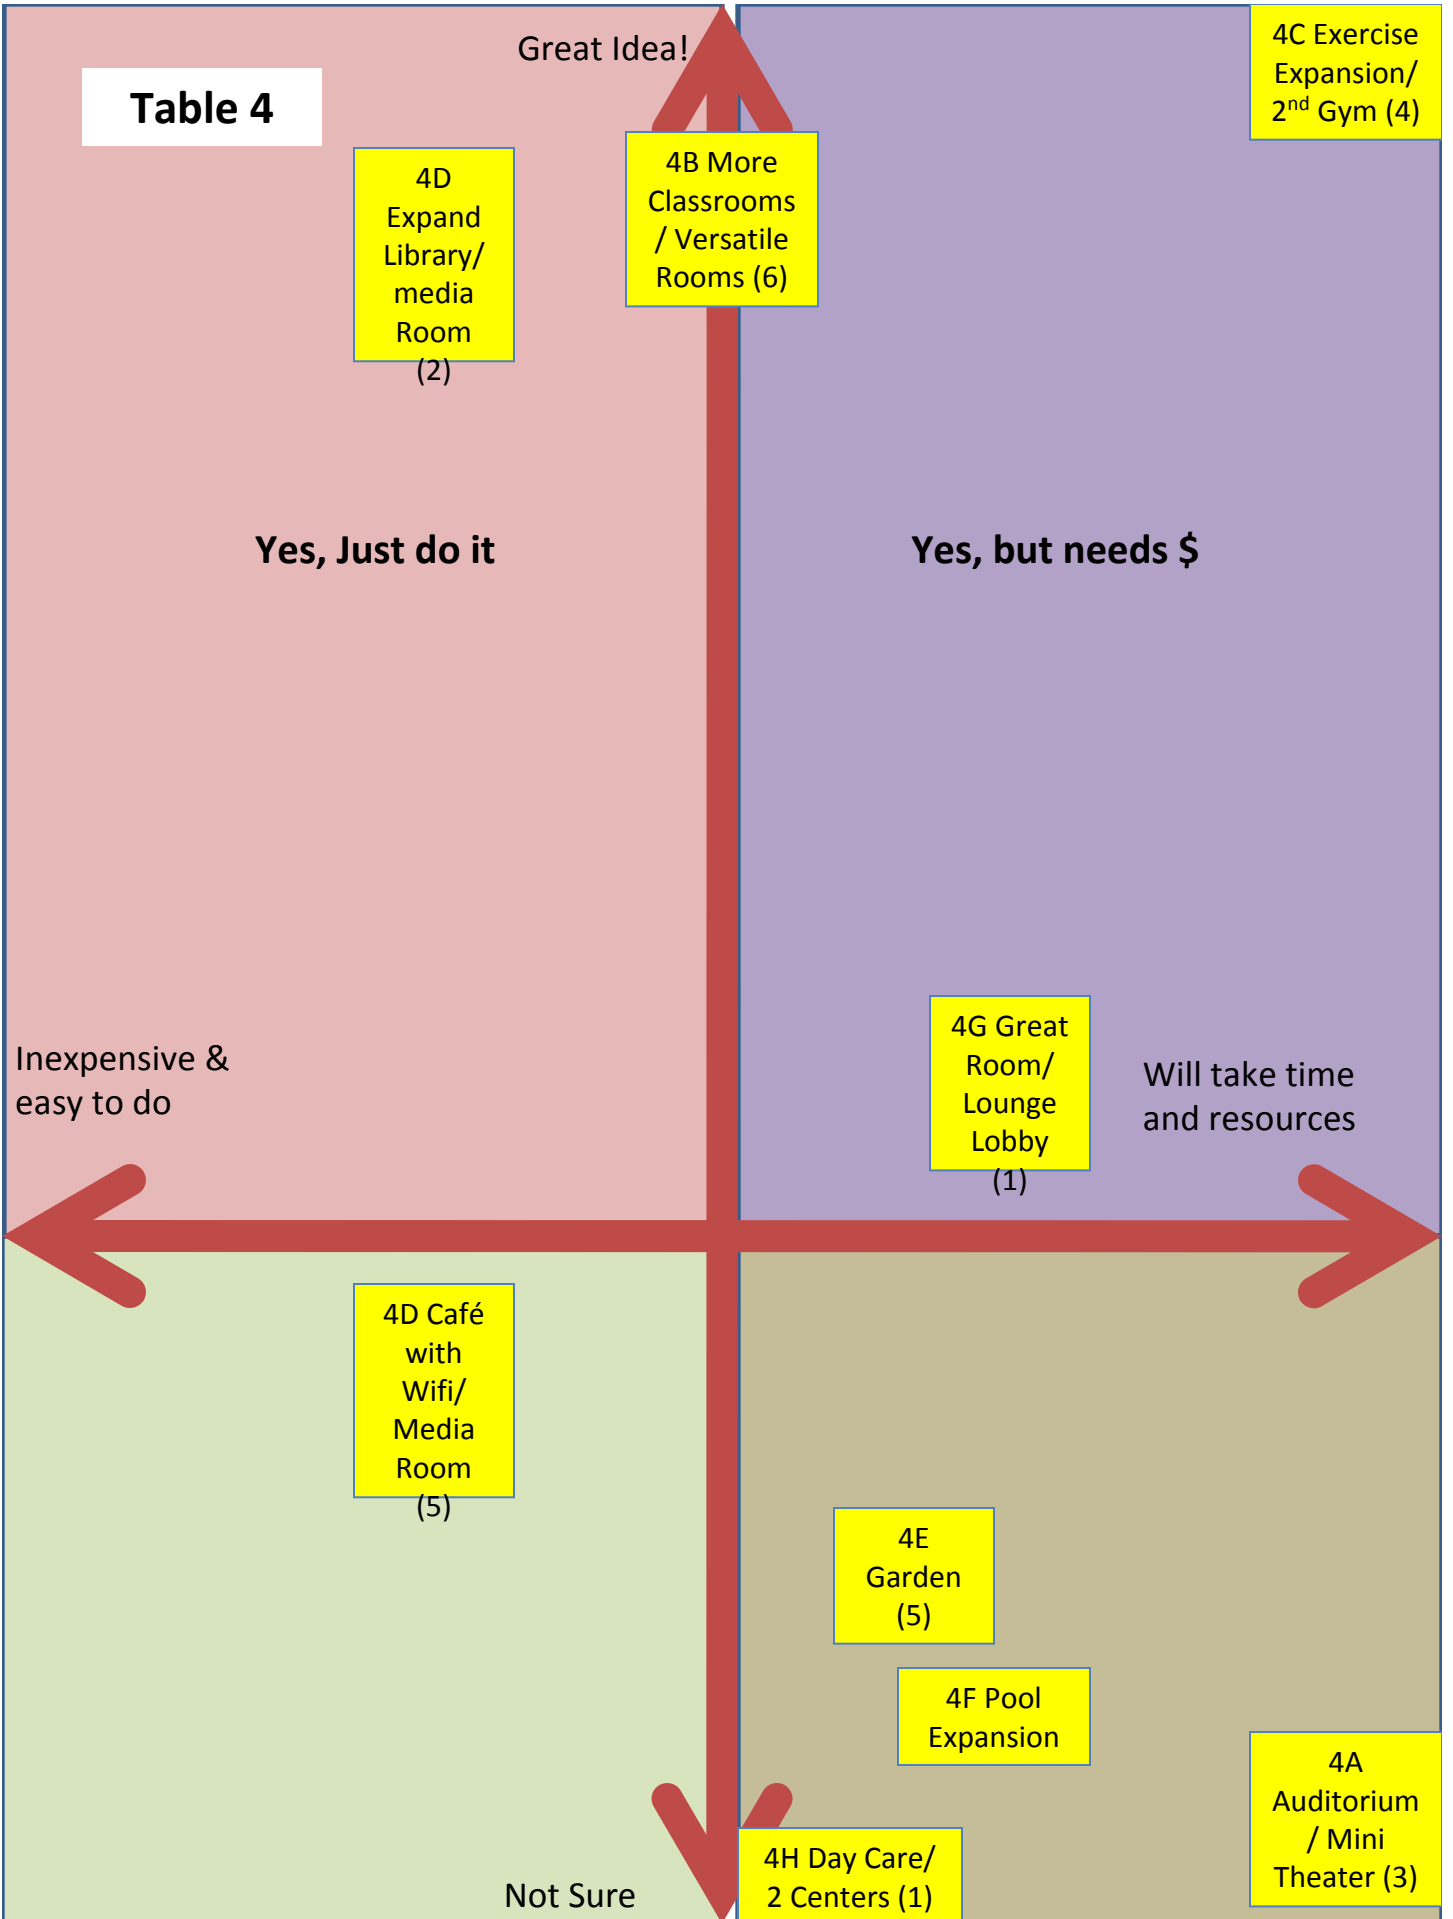 Great Idea!
Table 4
4C Exercise
Expansion/
2nd Gym (4)
4D
Expand
Library/
media
Room
(2)
4B More
Classrooms
/ Versatile
Rooms (6)
Yes, Just do it
Yes, but needs $
Inexpensive &
easy to do
4G Great
Room/
Lounge
Lobby
(1)
Will take time
and resources
4D Café
with
Wifi/
Media
Room
(5)
4E
Garden
(5)
4F Pool
Expansion
4A
Auditorium
/ Mini
Theater (3)
4H Day Care/
2 Centers (1)
Not Sure